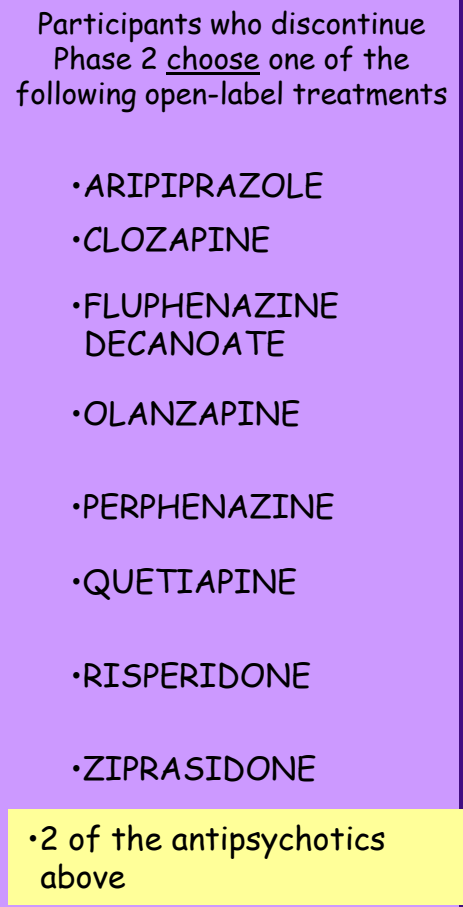 Participants who discontinue
Phase 2 choose one of the
following open-label treatments
•ARIPIPRAZOLE
•CLOZAPINE
•FLUPHENAZINE
DECANOATE
•OLANZAPINE
•PERPHENAZINE
•QUETIAPINE
•RISPERIDONE
•ZIPRASIDONE
•2 of the antipsychotics
above